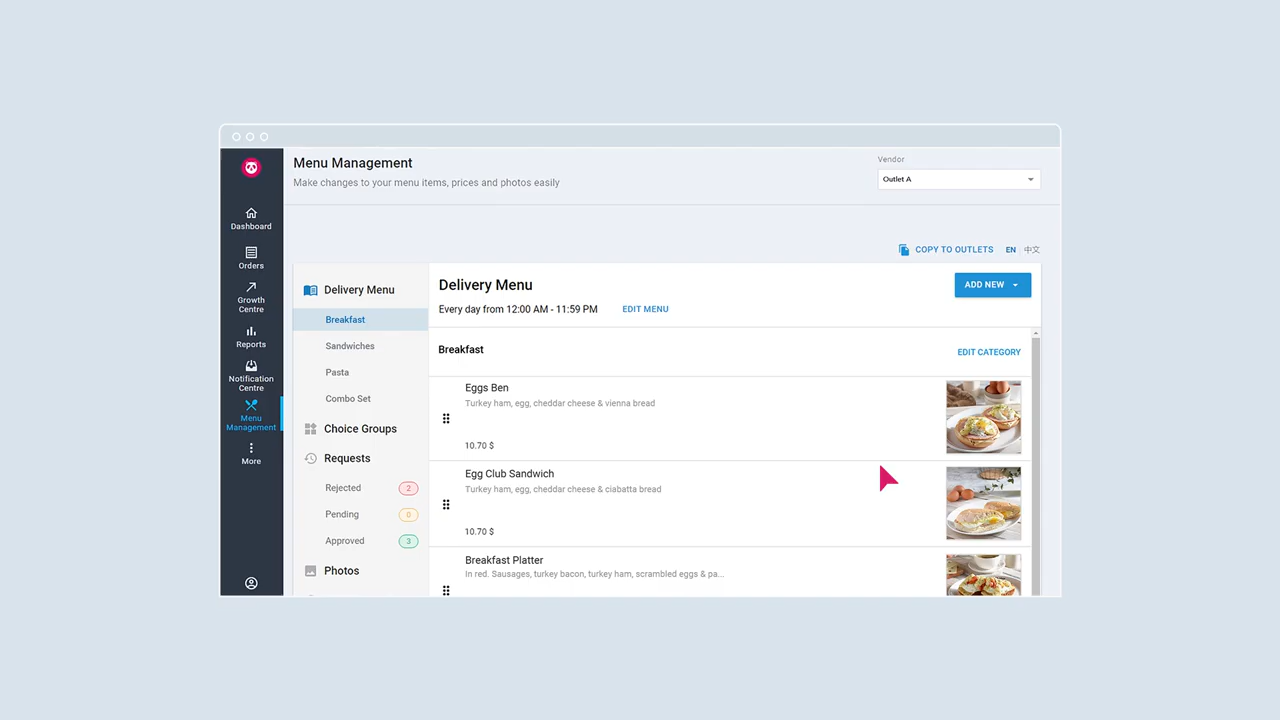 Menu Management
Make changes to your menu items, prices and photos easily
Vendor
Outlet A
Dashboard
Orders
Growth
Centre
Reports
Notification
Centre
Menu
Management
More
COPY TO OUTLETS EN 中文
Delivery Menu
Breakfast
Sandwiches
Pasta
Combo Set
Choice Groups
Requests
Rejected 2
Pending 0
Approved 3
Photos
Delivery Menu
ADD NEW
Every day from 12:00 AM - 11:59 PM EDIT MENU
Breakfast EDIT CATEGORY
Eggs Ben
Turkey ham, egg, cheddar cheese & vienna bread
10.70 $
Egg Club Sandwich
Turkey ham, egg, cheddar cheese & ciabatta bread
10.70 $
Breakfast Platter
In red. Sausages, turkey bacon, turkey ham, scrambled eggs & pa...